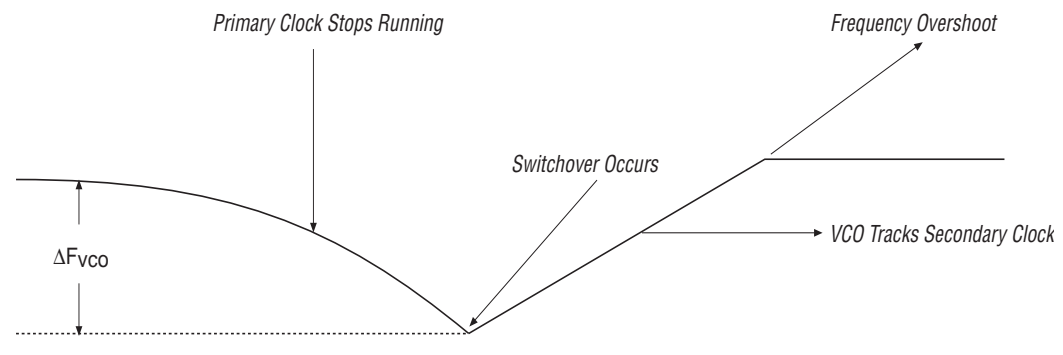 Primary Clock Stops Running
Frequency Overshoot
Switchover Occurs
VCO Tracks Secondary Clock
ΔFvco